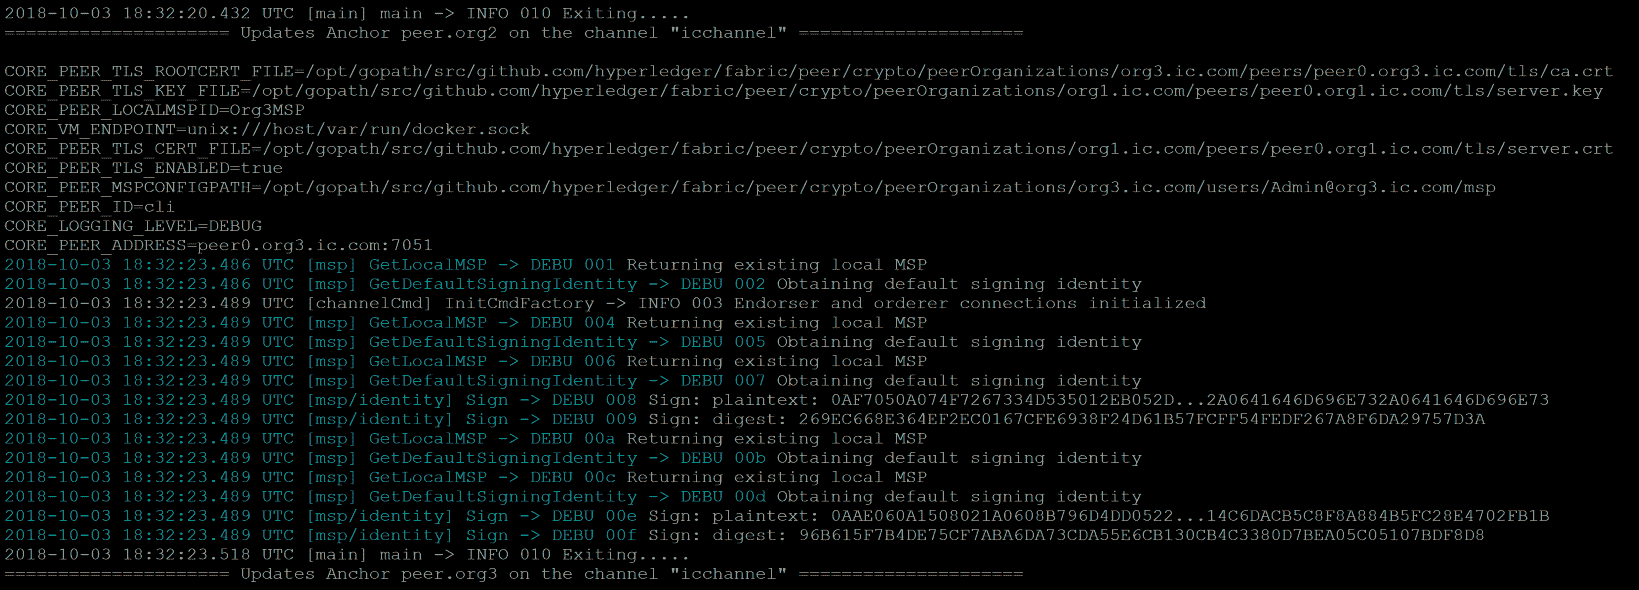 2018-10-03 18:32:20.432 UTC [main] main -> INFO 010 Exiting.....
===================== Updates Anchor peer.org2 on the channel "icchannel" =====================
CORE_PEER_TLS_ROOTCERT_FILE=/opt/gopath/src/github.com/hyperledger/fabric/peer/crypto/peerOrganizations/org3.ic.com/peers/peer0.org3.ic.com/tls/ca.crt
CORE_PEER_TLS_KEY_FILE=/opt/gopath/src/github.com/hyperledger/fabric/peer/crypto/peerOrganizations/org1.ic.com/peers/peer0.org1.ic.com/tls/server.key
CORE_PEER_LOCALMSPID=Org3MSP
CORE_VM_ENDPOINT=unix:///host/var/run/docker.sock
CORE_PEER_TLS_CERT_FILE=/opt/gopath/src/github.com/hyperledger/fabric/peer/crypto/peerOrganizations/org1.ic.com/peers/peer0.org1.ic.com/tls/server.crt
CORE_PEER_TLS_ENABLED=true
CORE_PEER_MSPCONFIGPATH=/opt/gopath/src/github.com/hyperledger/fabric/peer/crypto/peerOrganizations/org3.ic.com/users/Admin@org3.ic.com/msp
CORE_PEER_ID=cli
CORE_LOGGING_LEVEL=DEBUG
CORE_PEER_ADDRESS=peer0.org3.ic.com:7051
2018-10-03 18:32:23.486 UTC [msp] GetLocalMSP -> DEBU 001 Returning existing local MSP
2018-10-03 18:32:23.486 UTC [msp] GetDefaultSigningIdentity -> DEBU 002 Obtaining default signing identity
2018-10-03 18:32:23.489 UTC [channelCmd] InitCmdFactory -> INFO 003 Endorser and orderer connections initialized
2018-10-03 18:32:23.489 UTC [msp] GetLocalMSP -> DEBU 004 Returning existing local MSP
2018-10-03 18:32:23.489 UTC [msp] GetDefaultSigningIdentity -> DEBU 005 Obtaining default signing identity
2018-10-03 18:32:23.489 UTC [msp] GetLocalMSP -> DEBU 006 Returning existing local MSP
2018-10-03 18:32:23.489 UTC [msp] GetDefaultSigningIdentity -> DEBU 007 Obtaining default signing identity
2018-10-03 18:32:23.489 UTC [msp/identity] Sign -> DEBU 008 Sign: plaintext: 0AF7050A074F7267334D535012EB052D...2A0641646D696E732A0641646D696E73
2018-10-03 18:32:23.489 UTC [msp/identity] Sign -> DEBU 009 Sign: digest: 269EC668E364EF2EC0167CFE6938F24D61B57FCFF54FEDF267A8F6DA29757D3A
2018-10-03 18:32:23.489 UTC [msp] GetLocalMSP -> DEBU 00a Returning existing local MSP
2018-10-03 18:32:23.489 UTC [msp] GetDefaultSigningIdentity -> DEBU 00b Obtaining default signing identity
2018-10-03 18:32:23.489 UTC [msp] GetLocalMSP -> DEBU 00c Returning existing local MSP
2018-10-03 18:32:23.489 UTC [msp] GetDefaultSigningIdentity -> DEBU 00d Obtaining default signing identity
2018-10-03 18:32:23.489 UTC [msp/identity] Sign -> DEBU 00e Sign: plaintext: 0AAE060A1508021A0608B796D4DD0522...14C6DACB5C8F8A884B5FC28E4702FB1B
2018-10-03 18:32:23.489 UTC [msp/identity] Sign -> DEBU 00f Sign: digest: 96B615F7B4DE75CF7ABA6DA73CDA55E6CB130CB4C3380D7BEA05C05107BDF8D8
2018-10-03 18:32:23.518 UTC [main] main -> INFO 010 Exiting.....
===================== Updates Anchor peer.org3 on the channel "icchannel" =====================